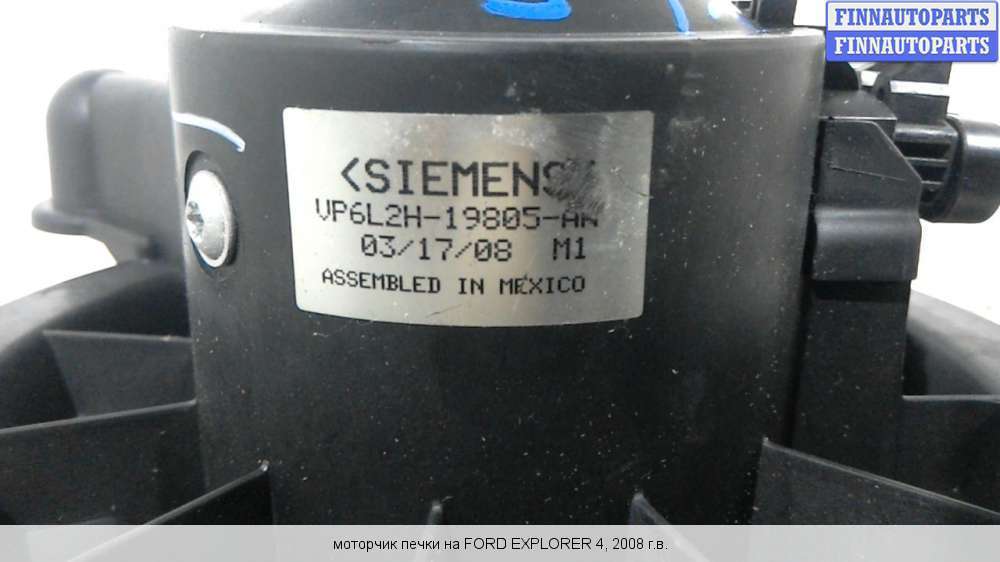 FINNAUTOPARTS
FINNAUTOPARTS
<SIEMENS
VP6L2H-19805-
03/17/08 M1
ASSEMBLED IN MEXICO
моторчик печки на FORD EXPLORER 4, 2008 г.в.